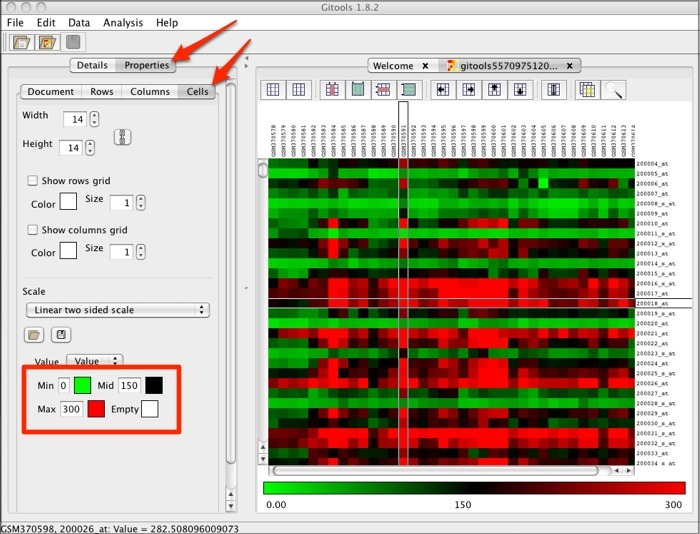 Gitools 1.8.2
File Edit Data Analysis Help
Details Properties
Document Rows Columns Cells
Width 14
Height 14
Show rows grid
Color Size 1
Show columns grid
Color Size 1
Scale
Linear two sided scale
Value Value
Min 0 Mid 150
Max 300 Empty
Welcome x gitools5570975120... x
GSM370578
GSM370579
GSM370580
GSM370581
GSM370582
GSM370583
GSM370584
GSM370585
GSM370586
GSM370587
GSM370588
GSM370589
GSM370590
GSM370591
GSM370592
GSM370593
GSM370594
GSM370595
GSM370596
GSM370597
GSM370598
GSM370599
GSM370600
GSM370601
GSM370602
GSM370603
GSM370604
GSM370605
GSM370606
GSM370607
GSM370608
GSM370609
GSM370610
GSM370611
GSM370612
GSM370613
GSM370614
200004_at
200005_at
200006_at
200007_at
200008_s_at
200009_at
200010_at
200011_s_at
200012_x_at
200013_at
200014_s_at
200015_s_at
200016_x_at
200017_at
200018_at
200019_s_at
200020_at
200021_at
200022_at
200023_s_at
200024_at
200025_at
200026_at
200027_at
200028_s_at
200029_at
200030_s_at
200031_s_at
200032_s_at
200033_at
200034_s_at
0.00 150 300
GSM370598, 200026_at: Value = 282.508096009073